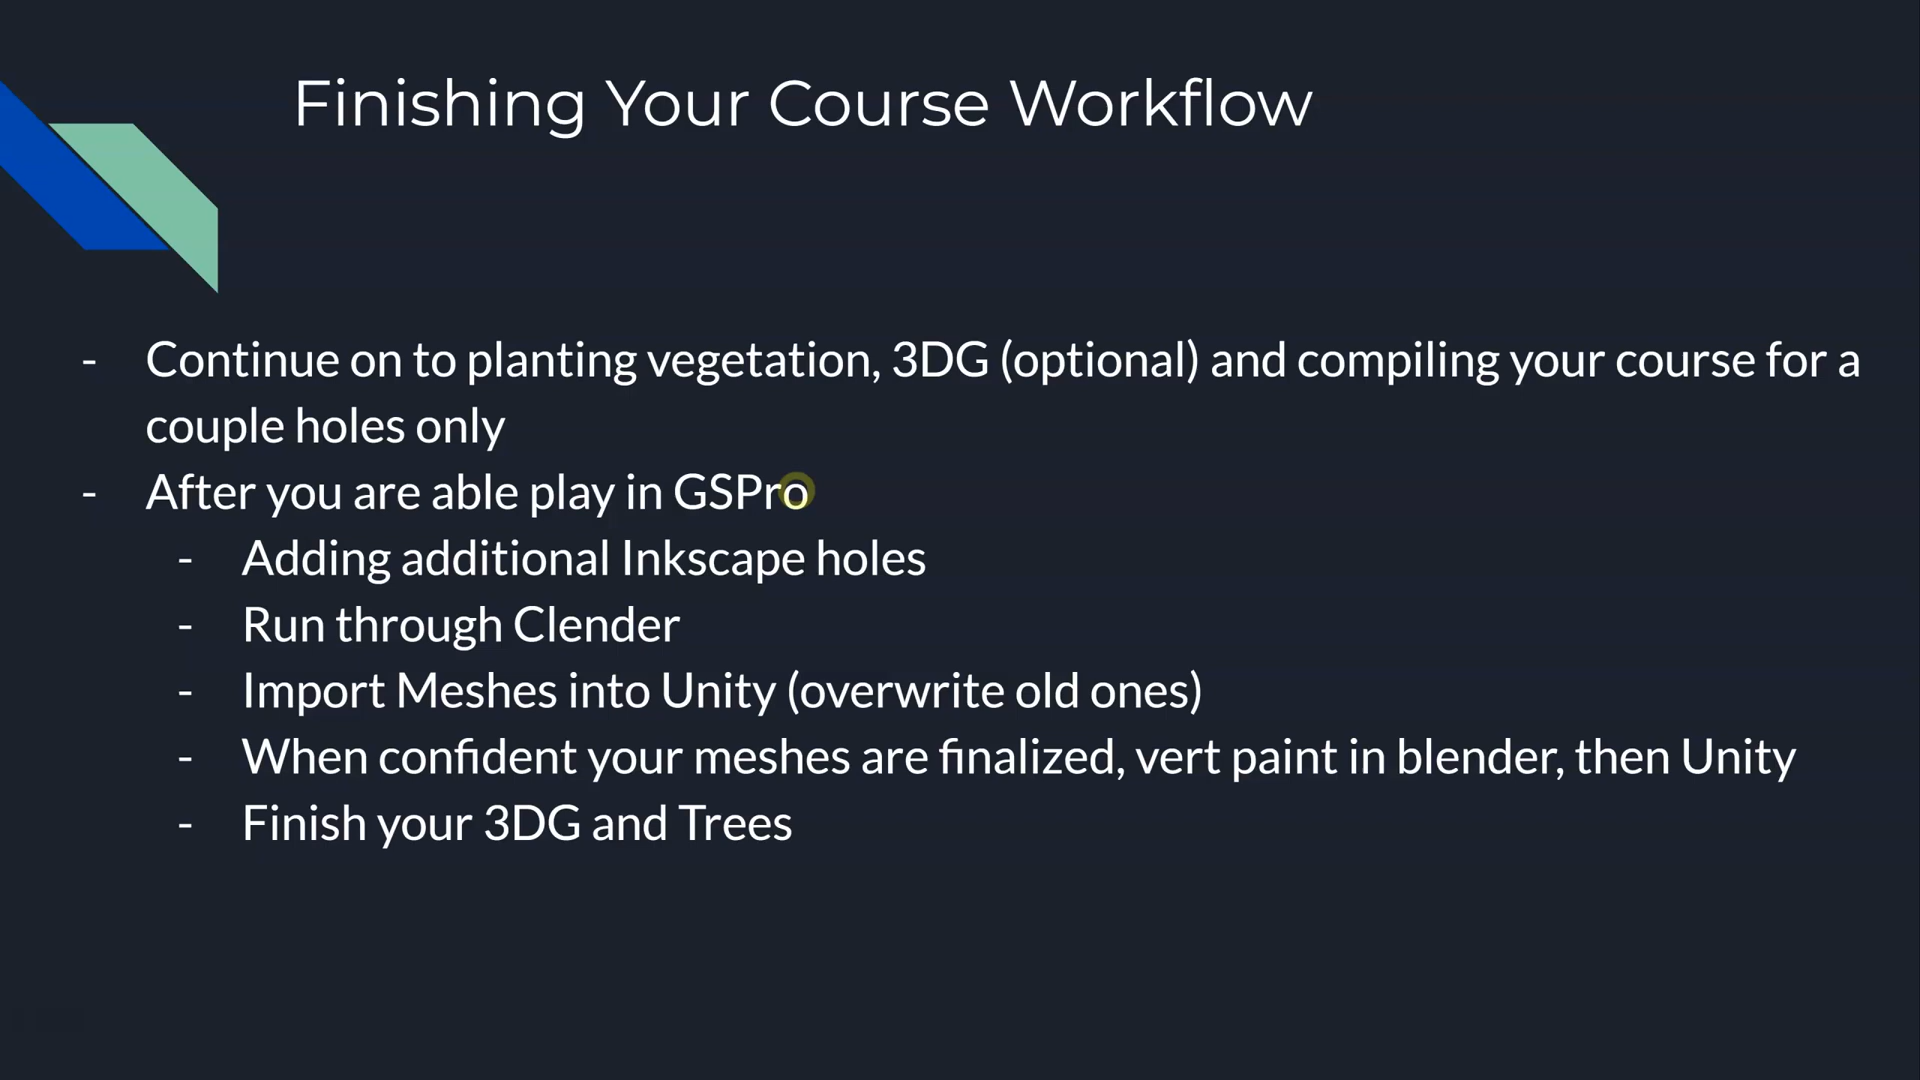 Finishing Your Course Workflow
- Continue on to planting vegetation, 3DG (optional) and compiling your course for a
couple holes only
- After you are able play in GSPro
- Adding additional Inkscape holes
- Run through Clender
- Import Meshes into Unity (overwrite old ones)
- When confident your meshes are finalized, vert paint in blender, then Unity
- Finish your 3DG and Trees